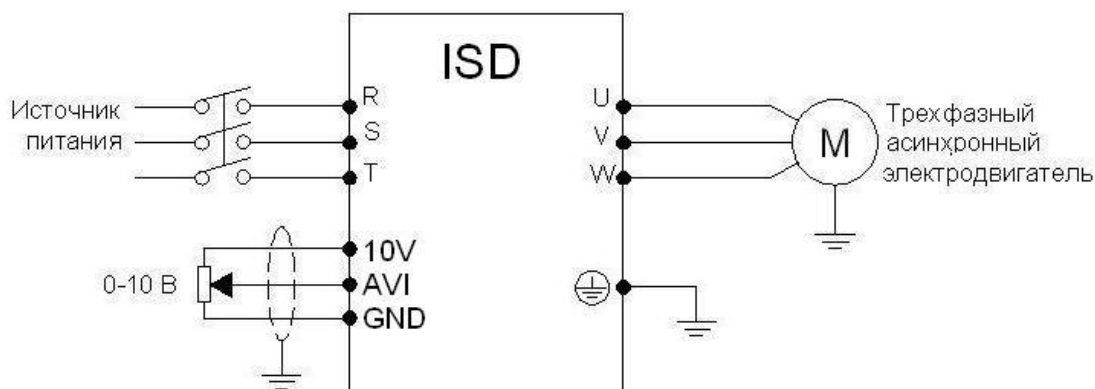 ISD
Источник
питания
R
S
T
U
V
W
M
Трехфазный
асинхронный
электродвигатель
0-10 В
10V
AVI
GND